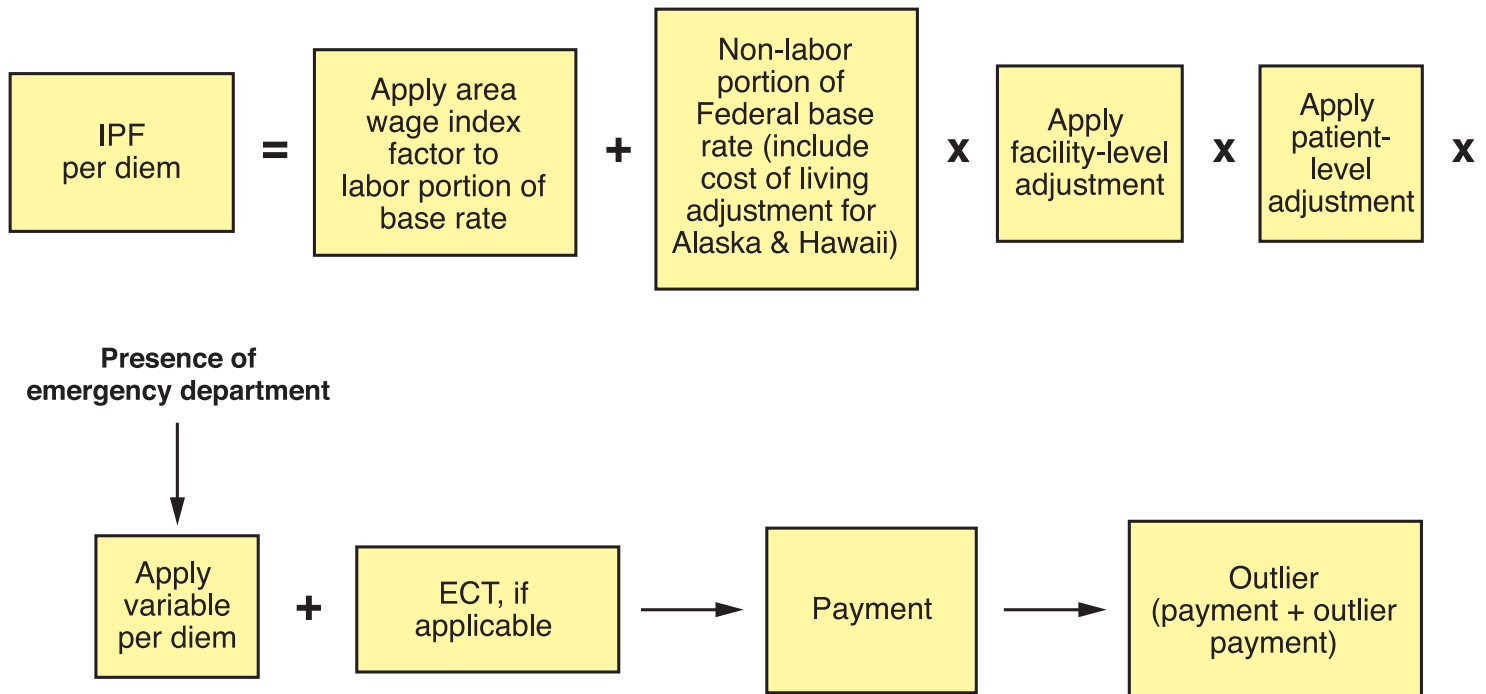 IPF
per diem
=
Apply area
wage index
factor to
labor portion of
base rate
+
Non-labor
portion of
Federal base
rate (include
cost of living
adjustment for
Alaska & Hawaii)
x
Apply
facility-level
adjustment
x
Apply
patient-
level
adjustment
x
Presence of
emergency department
Apply
variable
per diem
+
ECT, if
applicable
Payment
Outlier
(payment + outlier
payment)